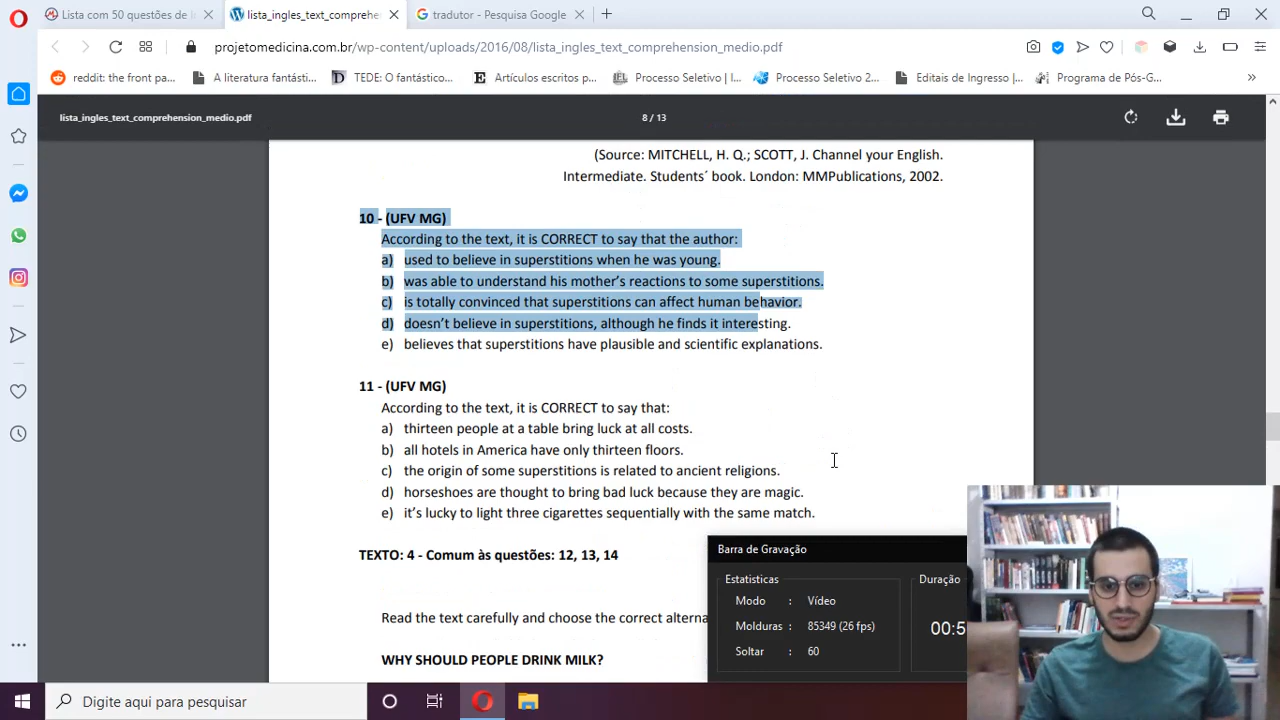 Lista com 50 questões de i
lista_ingles_text_comprehe
tradutor - Pesquisa Google
projetomedicina.com.br/wp-content/uploads/2016/08/lista_ingles_text_comprehension_medio.pdf
reddit: the front pa...
A literatura fantásti...
TEDE: O fantástico...
Artículos escritos p...
Processo Seletivo | I...
Processo Seletivo 2...
Editais de Ingresso |...
Programa de Pós-G...
lista_ingles_text_comprehension_medio.pdf
8 / 13
(Source: MITCHELL, H. Q.; SCOTT, J. Channel your English.
Intermediate. Students´ book. London: MMPublications, 2002.
10 - (UFV MG)
According to the text, it is CORRECT to say that the author:
a) used to believe in superstitions when he was young.
b) was able to understand his mother's reactions to some superstitions.
c) is totally convinced that superstitions can affect human behavior.
d) doesn't believe in superstitions, although he finds it interesting.
e) believes that superstitions have plausible and scientific explanations.
11 - (UFV MG)
According to the text, it is CORRECT to say that:
a) thirteen people at a table bring luck at all costs.
b) all hotels in America have only thirteen floors.
c) the origin of some superstitions is related to ancient religions.
d) horseshoes are thought to bring bad luck because they are magic.
e) it's lucky to light three cigarettes sequentially with the same match.
TEXTO: 4 - Comum às questões: 12, 13, 14
Read the text carefully and choose the correct alterna
WHY SHOULD PEOPLE DRINK MILK?
Barra de Gravação
Estatisticas
Duração
Modo : Vídeo
Molduras : 85349 (26 fps)
Soltar : 60
00:5
Digite aqui para pesquisar